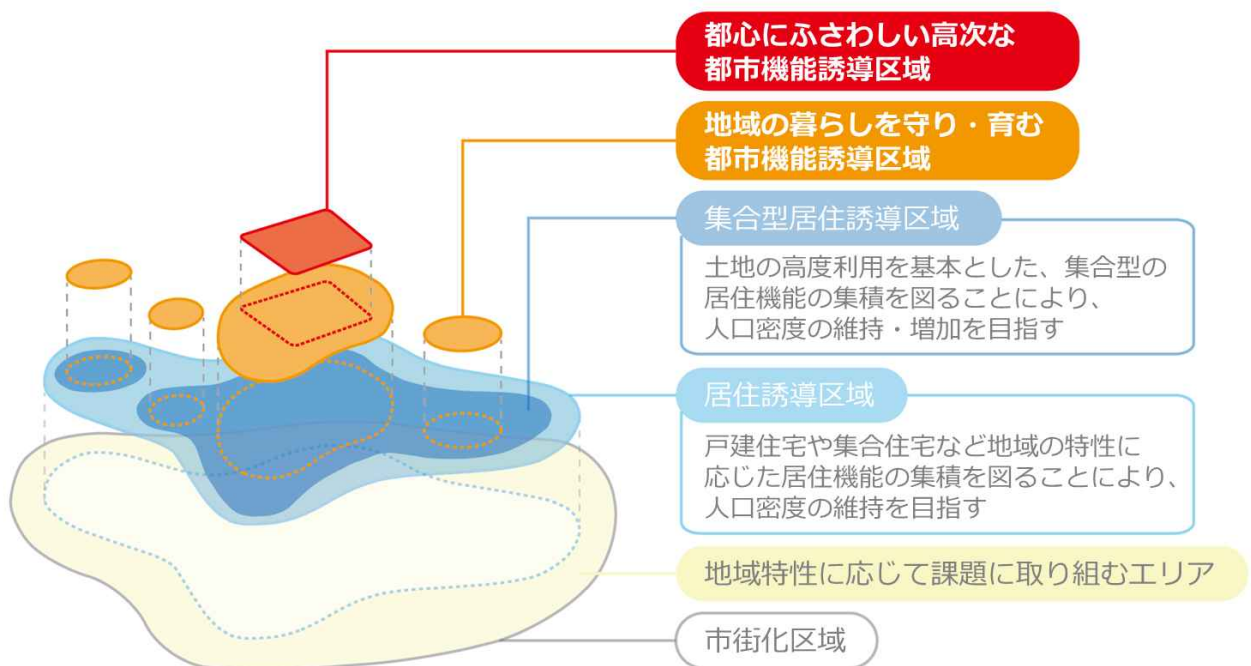 都心にふさわしい高次な
都市機能誘導区域
地域の暮らしを守り・育む
都市機能誘導区域
集合型居住誘導区域
土地の高度利用を基本とした、集合型の
居住機能の集積を図ることにより、
人口密度の維持・増加を目指す
居住誘導区域
戸建住宅や集合住宅など地域の特性に
応じた居住機能の集積を図ることにより、
人口密度の維持を目指す
地域特性に応じて課題に取り組むエリア
市街化区域